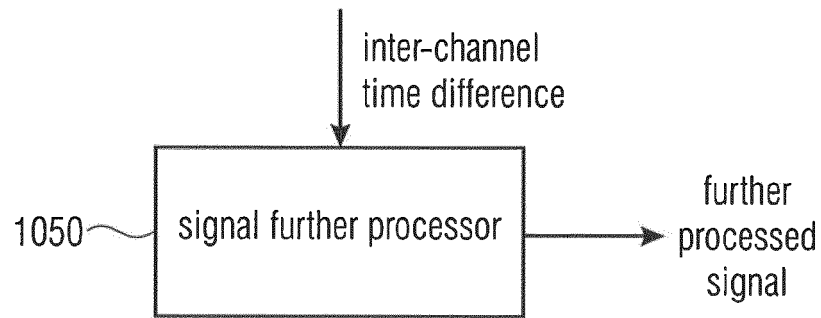 inter-channel
time difference
1050
signal further processor
further
processed
signal